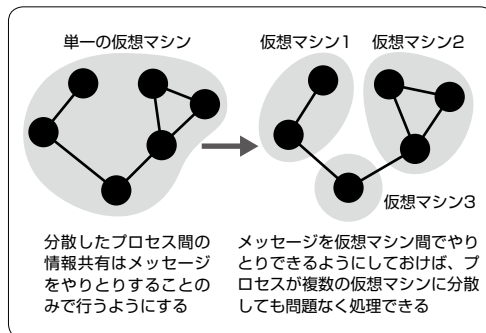 単一の仮想マシン
仮想マシン1
仮想マシン2
仮想マシン3
分散したプロセス間の
情報共有はメッセージ
をやりとりすることの
みで行うようにする
メッセージを仮想マシン間でやり
とりできるようにしておけば、プ
ロセスが複数の仮想マシンに分散
しても問題なく処理できる